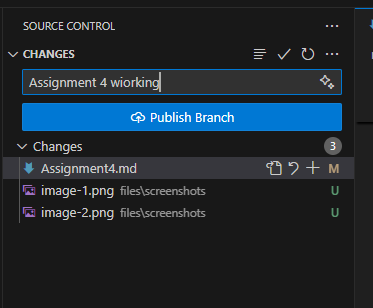 SOURCE CONTROL
CHANGES
Assignment 4 wiorking
Publish Branch
Changes 3
Assignment4.md M
image-1.png files\screenshots U
image-2.png files\screenshots U